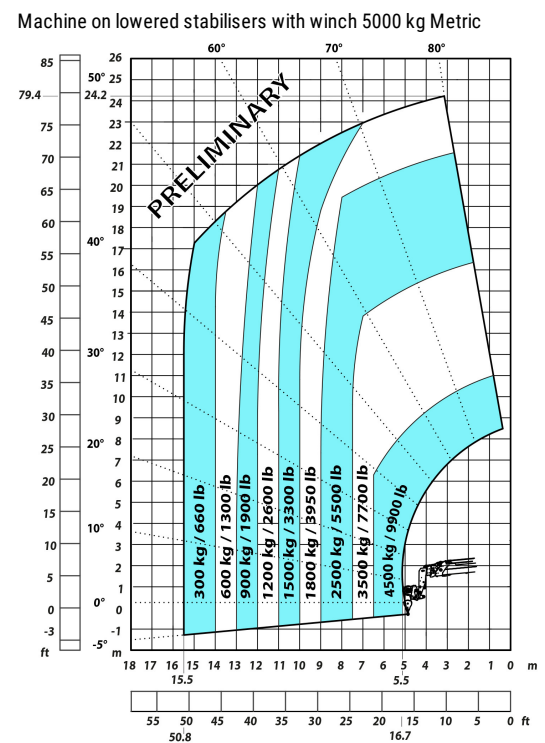 Machine on lowered stabilisers with winch 5000 kg Metric
60° 70° 80°
85 26
50° 25
79.4 24.2
24
75 23
22
70 21
65 20
19
60 18
55 40° 17
16
50 15
14
45 13
40 30° 12
11
35 10
30 9
25 20° 8
7
20 6
15 5
10° 4
10 3
5 2
1
0 0° 0
-3 -1
ft -5° m
PRELIMINARY
300 kg / 660 lb
600 kg / 1300 lb
900 kg / 1900 lb
1200 kg / 2600 lb
1500 kg / 3300 lb
1800 kg / 3950 lb
2500 kg / 5500 lb
3500 kg / 7700 lb
4500 kg / 9900 lb
18 17 16 15 14 13 12 11 10 9 8 7 6 5 4 3 2 1 0 m
15.5 5.5
55 50 45 40 35 30 25 20 15 10 5 0 ft
50.8 16.7